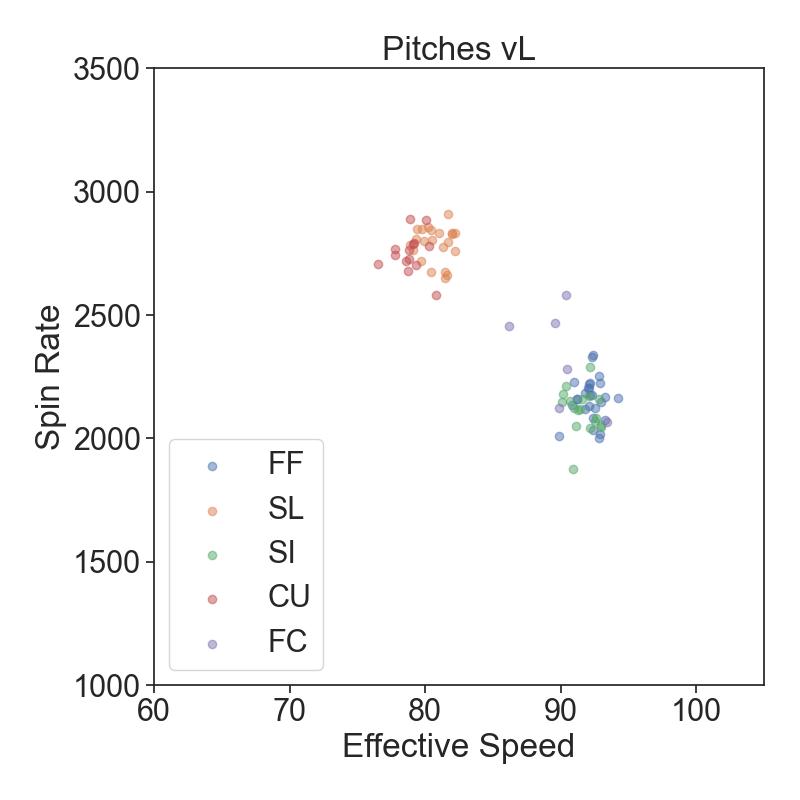 Pitches vL
3500
3000
2500
2000
1500
1000
Spin Rate
FF
SL
SI
CU
FC
60 70 80 90 100
Effective Speed